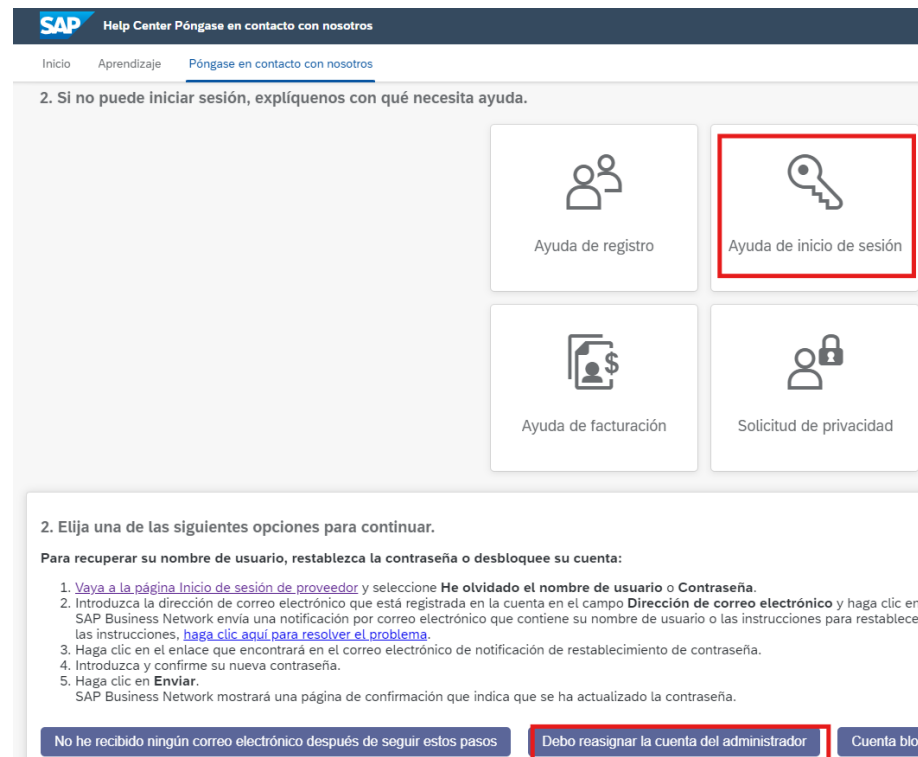 SAP Help Center Póngase en contacto con nosotros
Inicio Aprendizaje Póngase en contacto con nosotros
2. Si no puede iniciar sesión, explíquenos con qué necesita ayuda.
Ayuda de registro
Ayuda de inicio de sesión
Ayuda de facturación
Solicitud de privacidad
2. Elija una de las siguientes opciones para continuar.
Para recuperar su nombre de usuario, restablezca la contraseña o desbloquee su cuenta:
1. Vaya a la página Inicio de sesión de proveedor y seleccione He olvidado el nombre de usuario o Contraseña.
2. Introduzca la dirección de correo electrónico que está registrada en la cuenta en el campo Dirección de correo electrónico y haga clic en
SAP Business Network envía una notificación por correo electrónico que contiene su nombre de usuario o las instrucciones para restablece
las instrucciones, haga clic aquí para resolver el problema.
3. Haga clic en el enlace que encontrará en el correo electrónico de notificación de restablecimiento de contraseña.
4. Introduzca y confirme su nueva contraseña.
5. Haga clic en Enviar.
SAP Business Network mostrará una página de confirmación que indica que se ha actualizado la contraseña.
No he recibido ningún correo electrónico después de seguir estos pasos
Debo reasignar la cuenta del administrador
Cuenta blo